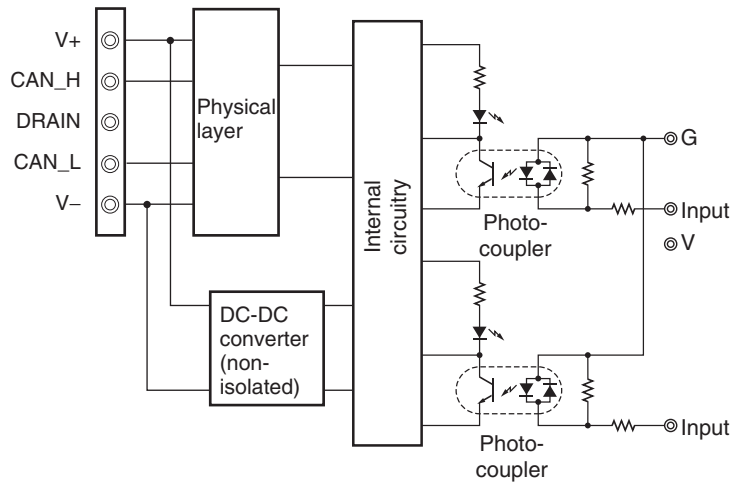 V+
CAN_H
DRAIN
CAN_L
V−
Physical
layer
DC-DC
converter
(non-
isolated)
Internal
circuitry
Photo-
coupler
G
Input
V
Photo-
coupler
Input